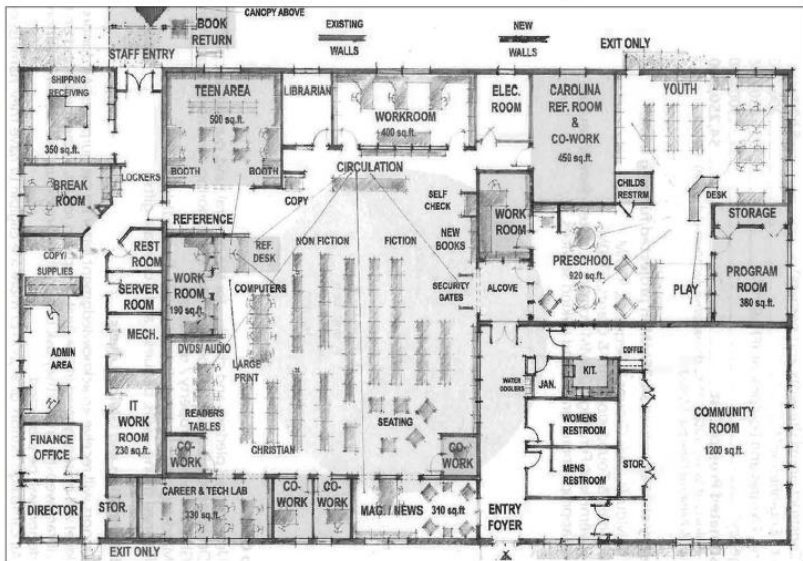 CANOPY ABOVE
BOOK
RETURN
EXISTING
WALLS
NEW
WALLS
STAFF ENTRY
EXIT ONLY
SHIPPING
RECEIVING
350 sq.ft.
TEEN AREA
500 sq.ft.
BOOTH
BOOTH
LIBRARIAN
WORKROOM
400 sq.ft.
ELEC.
ROOM
CAROLINA
REF. ROOM
&
CO-WORK
450 sq.ft.
YOUTH
LOCKERS
BREAK
ROOM
CIRCULATION
COPY
SELF
CHECK
CHILDS
RESTRM
DESK
REFERENCE
NEW
BOOKS
WORK
ROOM
STORAGE
COPY/
SUPPLIES
REST
ROOM
REF.
DESK
NON FICTION
FICTION
WORK
ROOM
190 sq.ft.
SERVER
ROOM
COMPUTERS
SECURITY
GATES
ALCOVE
PRESCHOOL
920 sq.ft.
PLAY
PROGRAM
ROOM
380 sq.ft.
MECH.
ADMIN
AREA
DVDS/ AUDIO
LARGE
PRINT
COFFEE
WATER
COOLERS
JAN.
KIT.
IT
WORK
ROOM
230 sq.ft.
READERS
TABLES
SEATING
WOMENS
RESTROOM
COMMUNITY
ROOM
1200 sq.ft.
FINANCE
OFFICE
CO-
WORK
CHRISTIAN
CO-
WORK
MENS
RESTROOM
STOR.
DIRECTOR
STOR.
CAREER & TECH LAB
330 sq.ft.
CO-
WORK
CO-
WORK
MAG. / NEWS
310 sq.ft
ENTRY
FOYER
EXIT ONLY